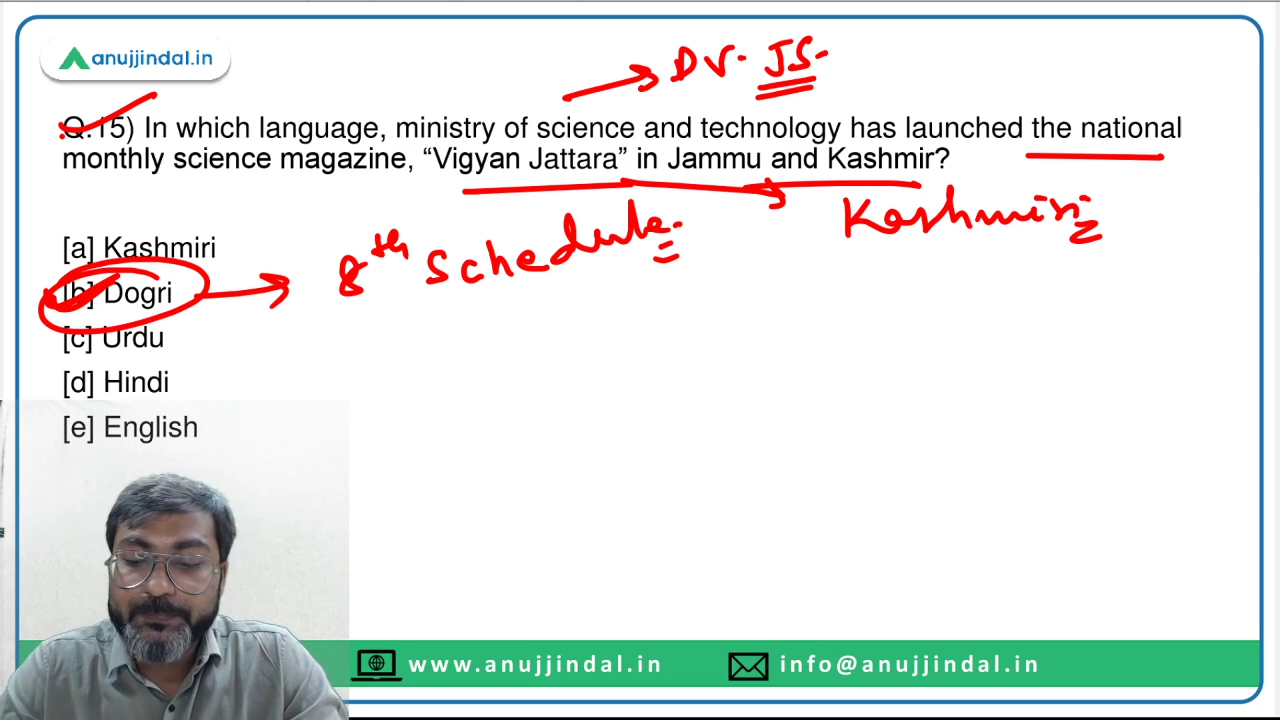 anujjindal.in
DV. JS.
Q.15) In which language, ministry of science and technology has launched the national
monthly science magazine, “Vigyan Jattara” in Jammu and Kashmir?
Kashmiri
8th Schedule.
[a] Kashmiri
[b] Dogri
[c] Urdu
[d] Hindi
[e] English
www.anujjindal.in
info@anujjindal.in